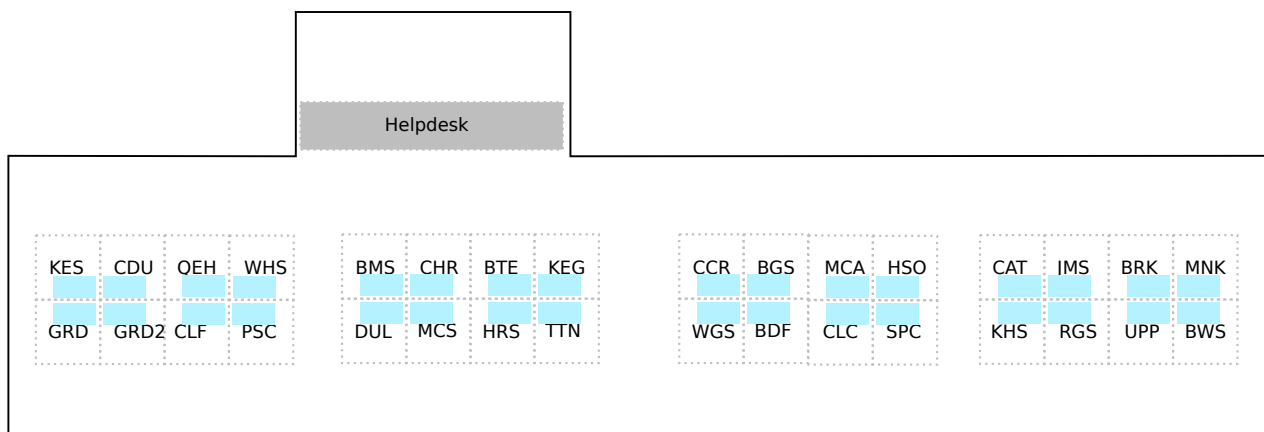 Helpdesk
KES CDU QEH WHS BMS CHR BTE KEG CCR BGS MCA HSO CAT JMS BRK MNK
GRD GRD2 CLF PSC DUL MCS HRS TTN WGS BDF CLC SPC KHS RGS UPP BWS